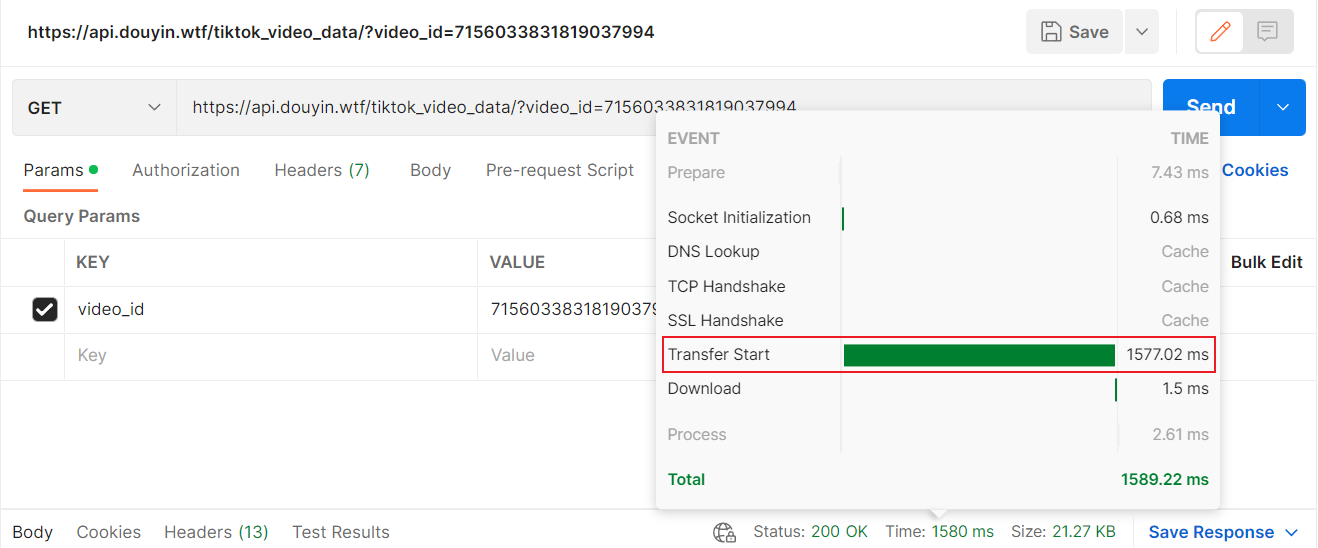 https://api.douyin.wtf/tiktok_video_data/?video_id=7156033831819037994
Save
GET
https://api.douyin.wtf/tiktok_video_data/?video_id=7156033831819037994
Send
Params
Authorization
Headers (7)
Body
Pre-request Script
Cookies
Query Params
KEY
VALUE
Bulk Edit
video_id
71560338318190379
Key
Value
EVENT TIME
Prepare 7.43 ms
Socket Initialization 0.68 ms
DNS Lookup Cache
TCP Handshake Cache
SSL Handshake Cache
Transfer Start 1577.02 ms
Download 1.5 ms
Process 2.61 ms
Total 1589.22 ms
Body Cookies Headers (13) Test Results Status: 200 OK Time: 1580 ms Size: 21.27 KB Save Response